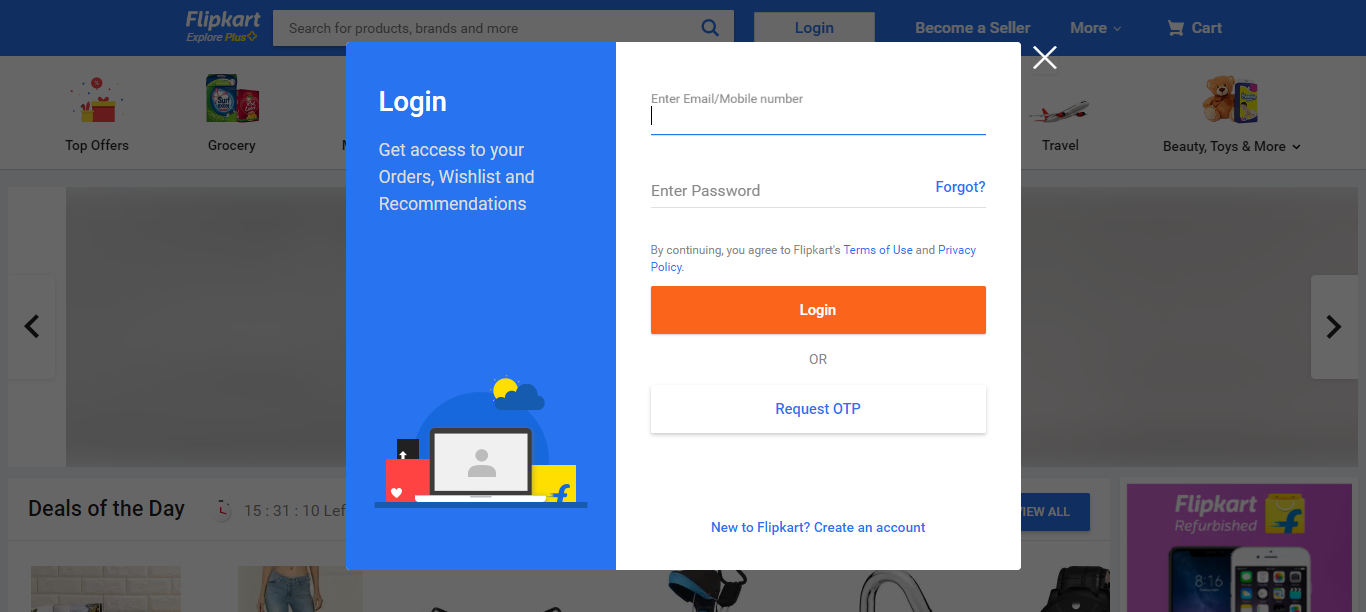 Flipkart
Explore Plus
Search for products, brands and more
Login
Become a Seller
More
Cart
Top Offers
Grocery
Travel
Beauty, Toys & More
Login
Get access to your
Orders, Wishlist and
Recommendations
Enter Email/Mobile number
Enter Password
Forgot?
By continuing, you agree to Flipkart's Terms of Use and Privacy
Policy.
Login
OR
Request OTP
New to Flipkart? Create an account
Deals of the Day
15 : 31 : 10 Lef
VIEW ALL
Flipkart
Refurbished
8:16